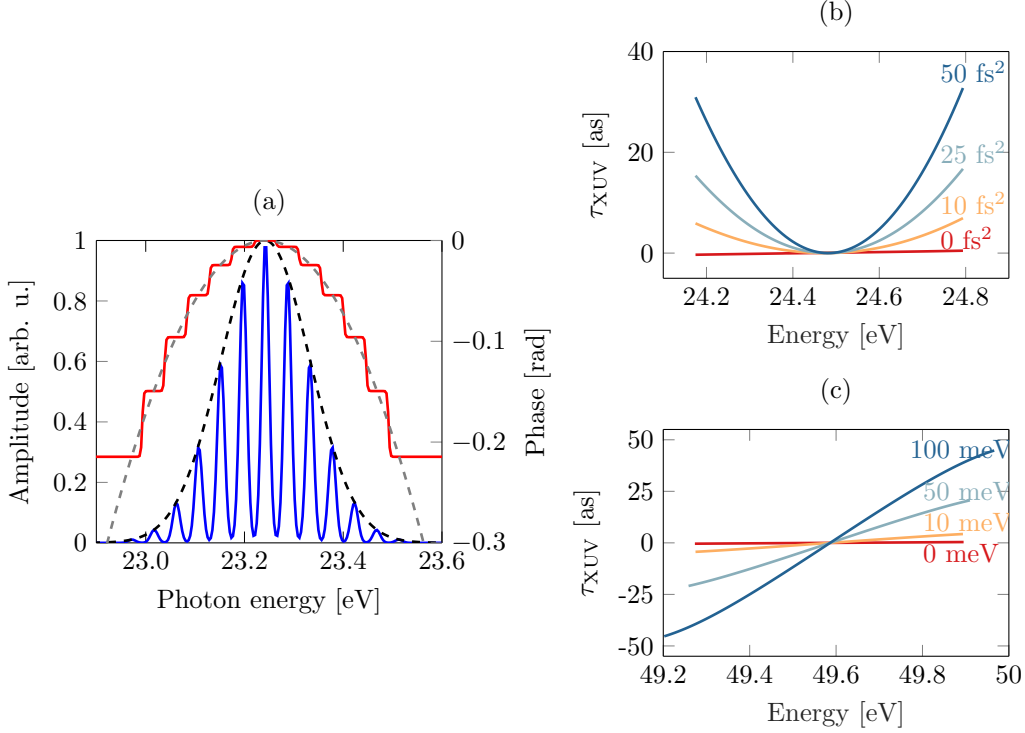 (a)
1
0.8
0.6
0.4
0.2
0
Amplitude [arb. u.]
0
−0.1
−0.2
−0.3
Phase [rad]
23.0
23.2
23.4
23.6
Photon energy [eV]
(b)
40
20
0
τXUV [as]
50 fs²
25 fs²
10 fs²
0 fs²
24.2
24.4
24.6
24.8
Energy [eV]
(c)
50
25
0
-25
-50
τXUV [as]
100 meV
50 meV
10 meV
0 meV
49.2
49.4
49.6
49.8
50
Energy [eV]